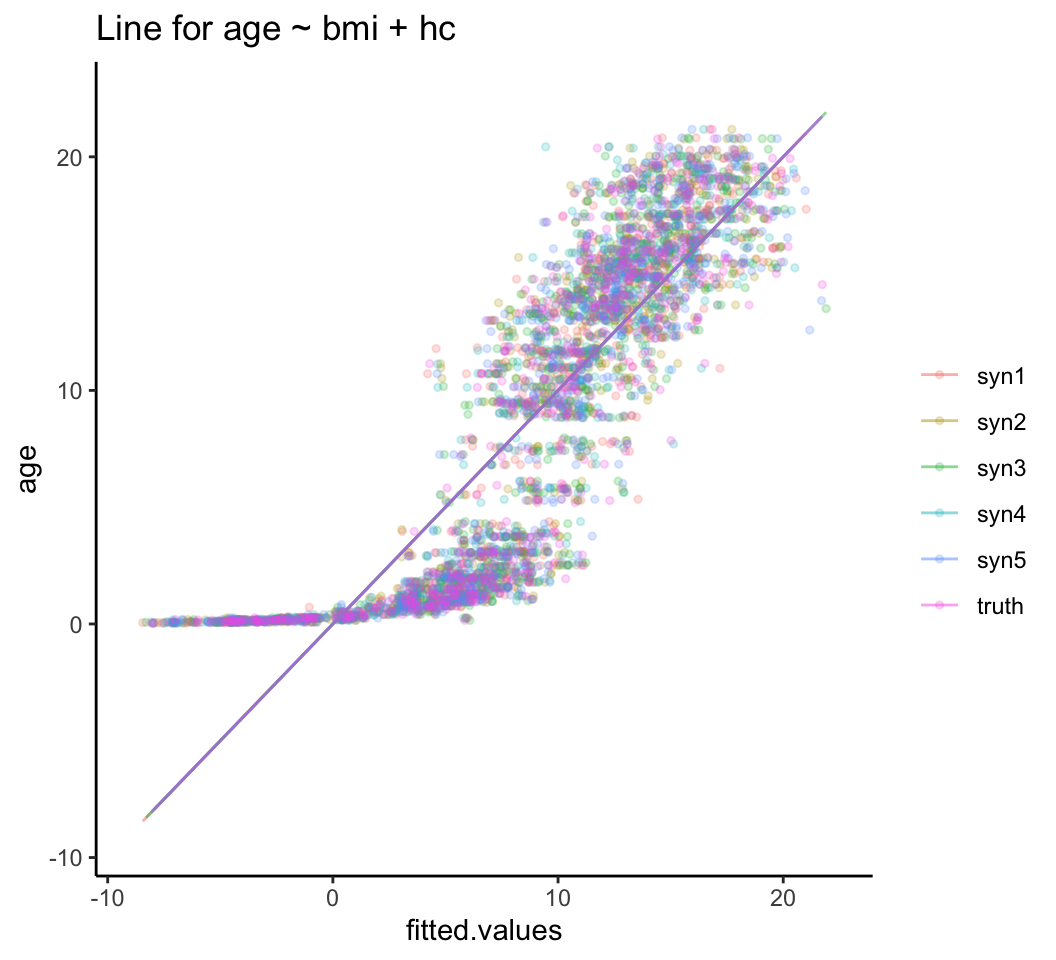 Line for age ~ bmi + hc
20
10
0
-10
age
-10
0
10
20
fitted.values
syn1
syn2
syn3
syn4
syn5
truth